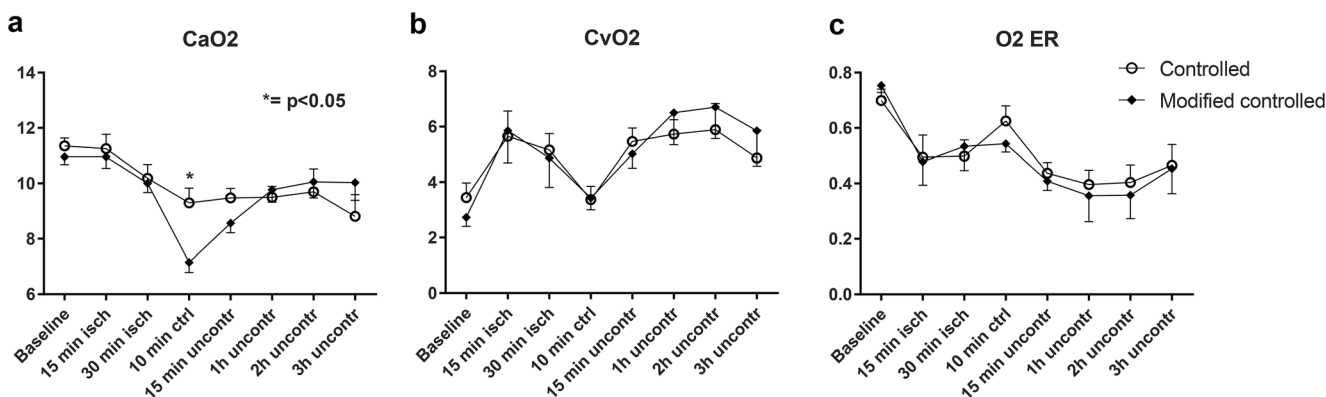 a
CaO2
14
12
10
8
6
*= p<0.05
*
Baseline
15 min isch
30 min isch
10 min ctrl
15 min uncontr
1h uncontr
2h uncontr
3h uncontr
b
CvO2
8
6
4
2
0
Baseline
15 min isch
30 min isch
10 min ctrl
15 min uncontr
1h uncontr
2h uncontr
3h uncontr
c
O2 ER
0.8
0.6
0.4
0.2
0.0
Baseline
15 min isch
30 min isch
10 min ctrl
15 min uncontr
1h uncontr
2h uncontr
3h uncontr
Controlled
Modified controlled